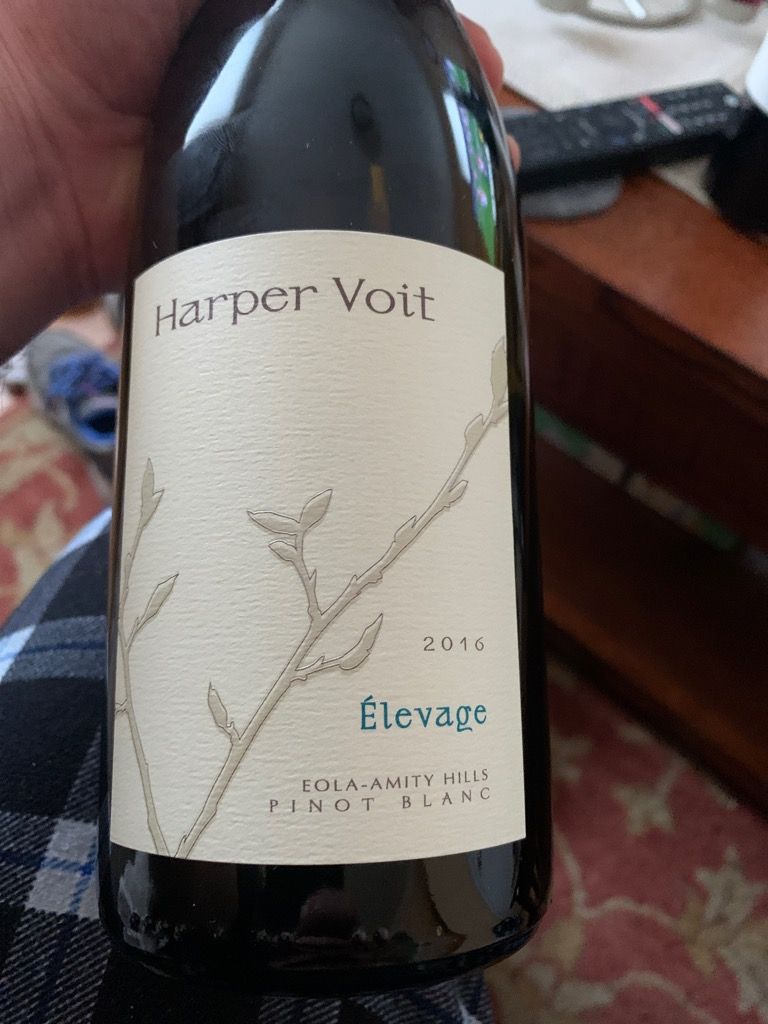 Harper Voit
2016
Élevage
EOLA-AMITY HILLS
PINOT BLANC